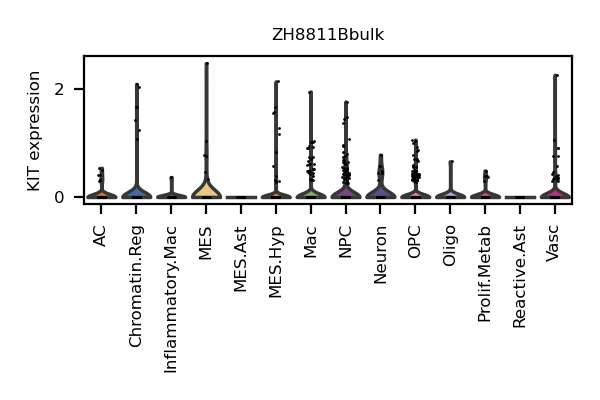 ZH8811Bbulk
KIT expression
2
0
AC
Chromatin.Reg
Inflammatory.Mac
MES
MES.Ast
MES.Hyp
Mac
NPC
Neuron
OPC
Oligo
Prolif.Metab
Reactive.Ast
Vasc